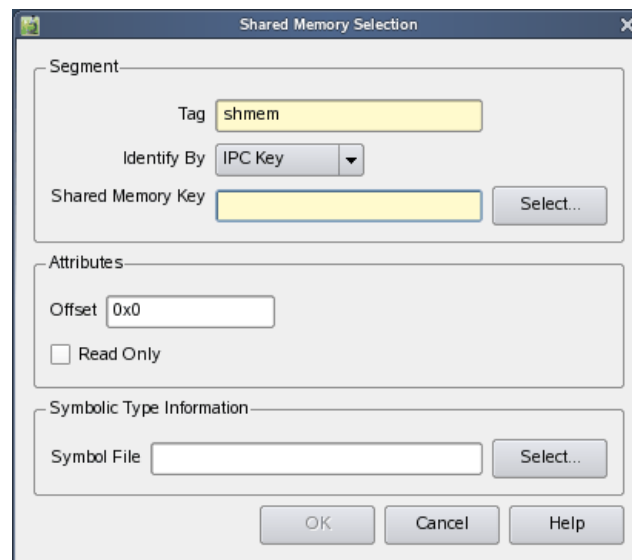 Shared Memory Selection
Segment
Tag shmem
Identify By IPC Key
Shared Memory Key Select...
Attributes
Offset 0x0
Read Only
Symbolic Type Information
Symbol File Select...
OK Cancel Help